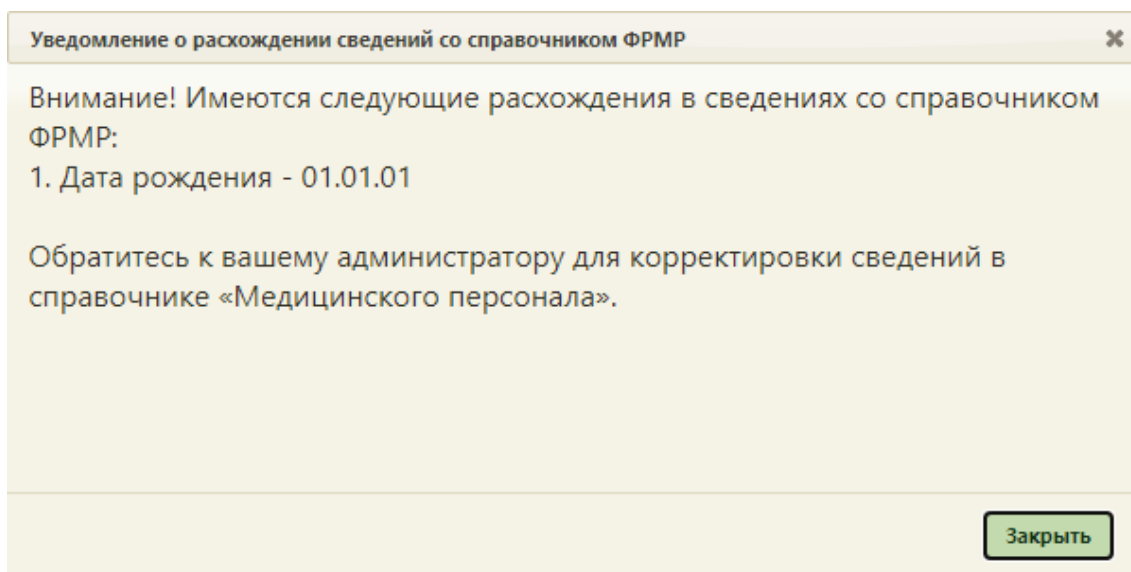 Уведомление о расхождении сведений со справочником ФРМР
Внимание! Имеются следующие расхождения в сведениях со справочником
ФРМР:
1. Дата рождения - 01.01.01
Обратитесь к вашему администратору для корректировки сведений в
справочнике «Медицинского персонала».
Закрыть